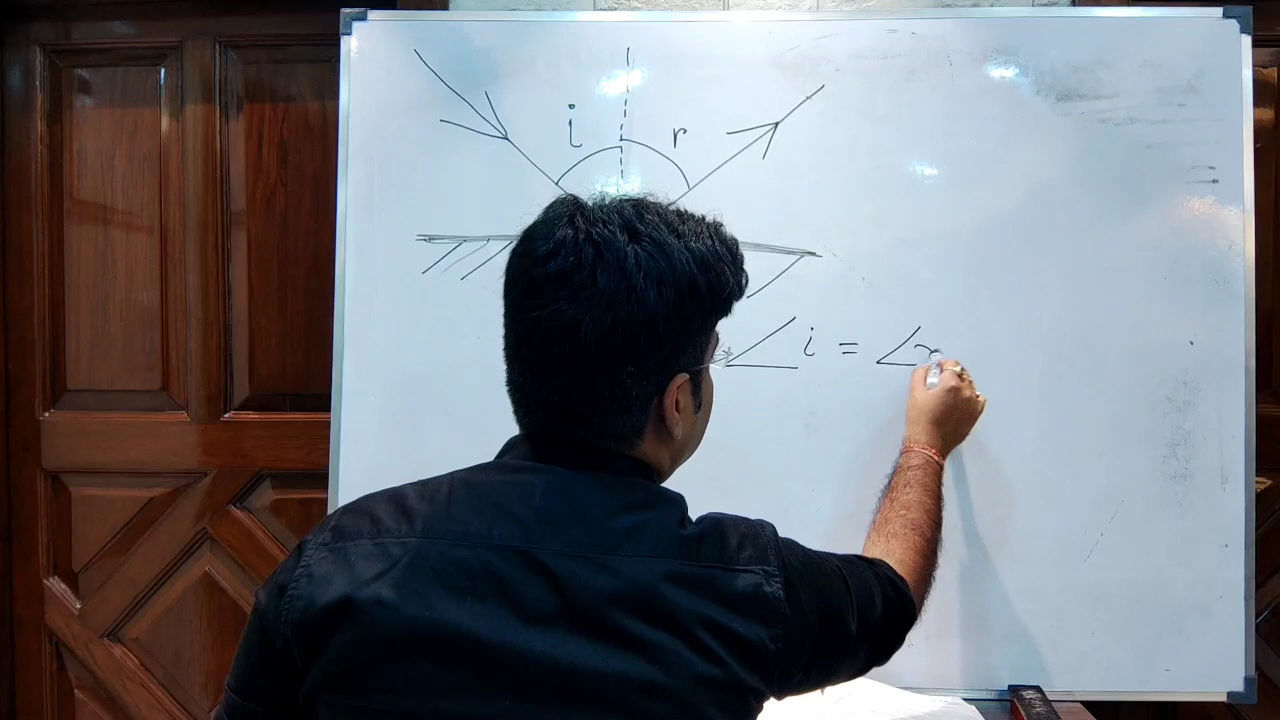 i r
∠i = ∠r